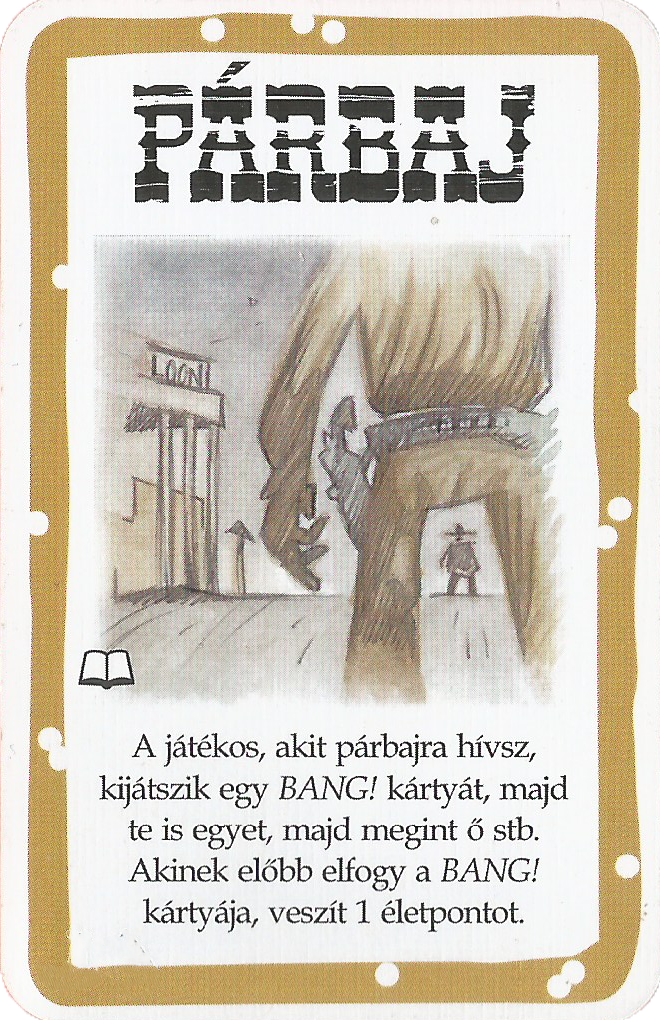 PÁRBAJ
LOON
A játékos, akit párbajra hívsz,
kijátszik egy BANG! kártyát, majd
te is egyet, majd megint ő stb.
Akinek előbb elfogy a BANG!
kártyája, veszít 1 életpontot.